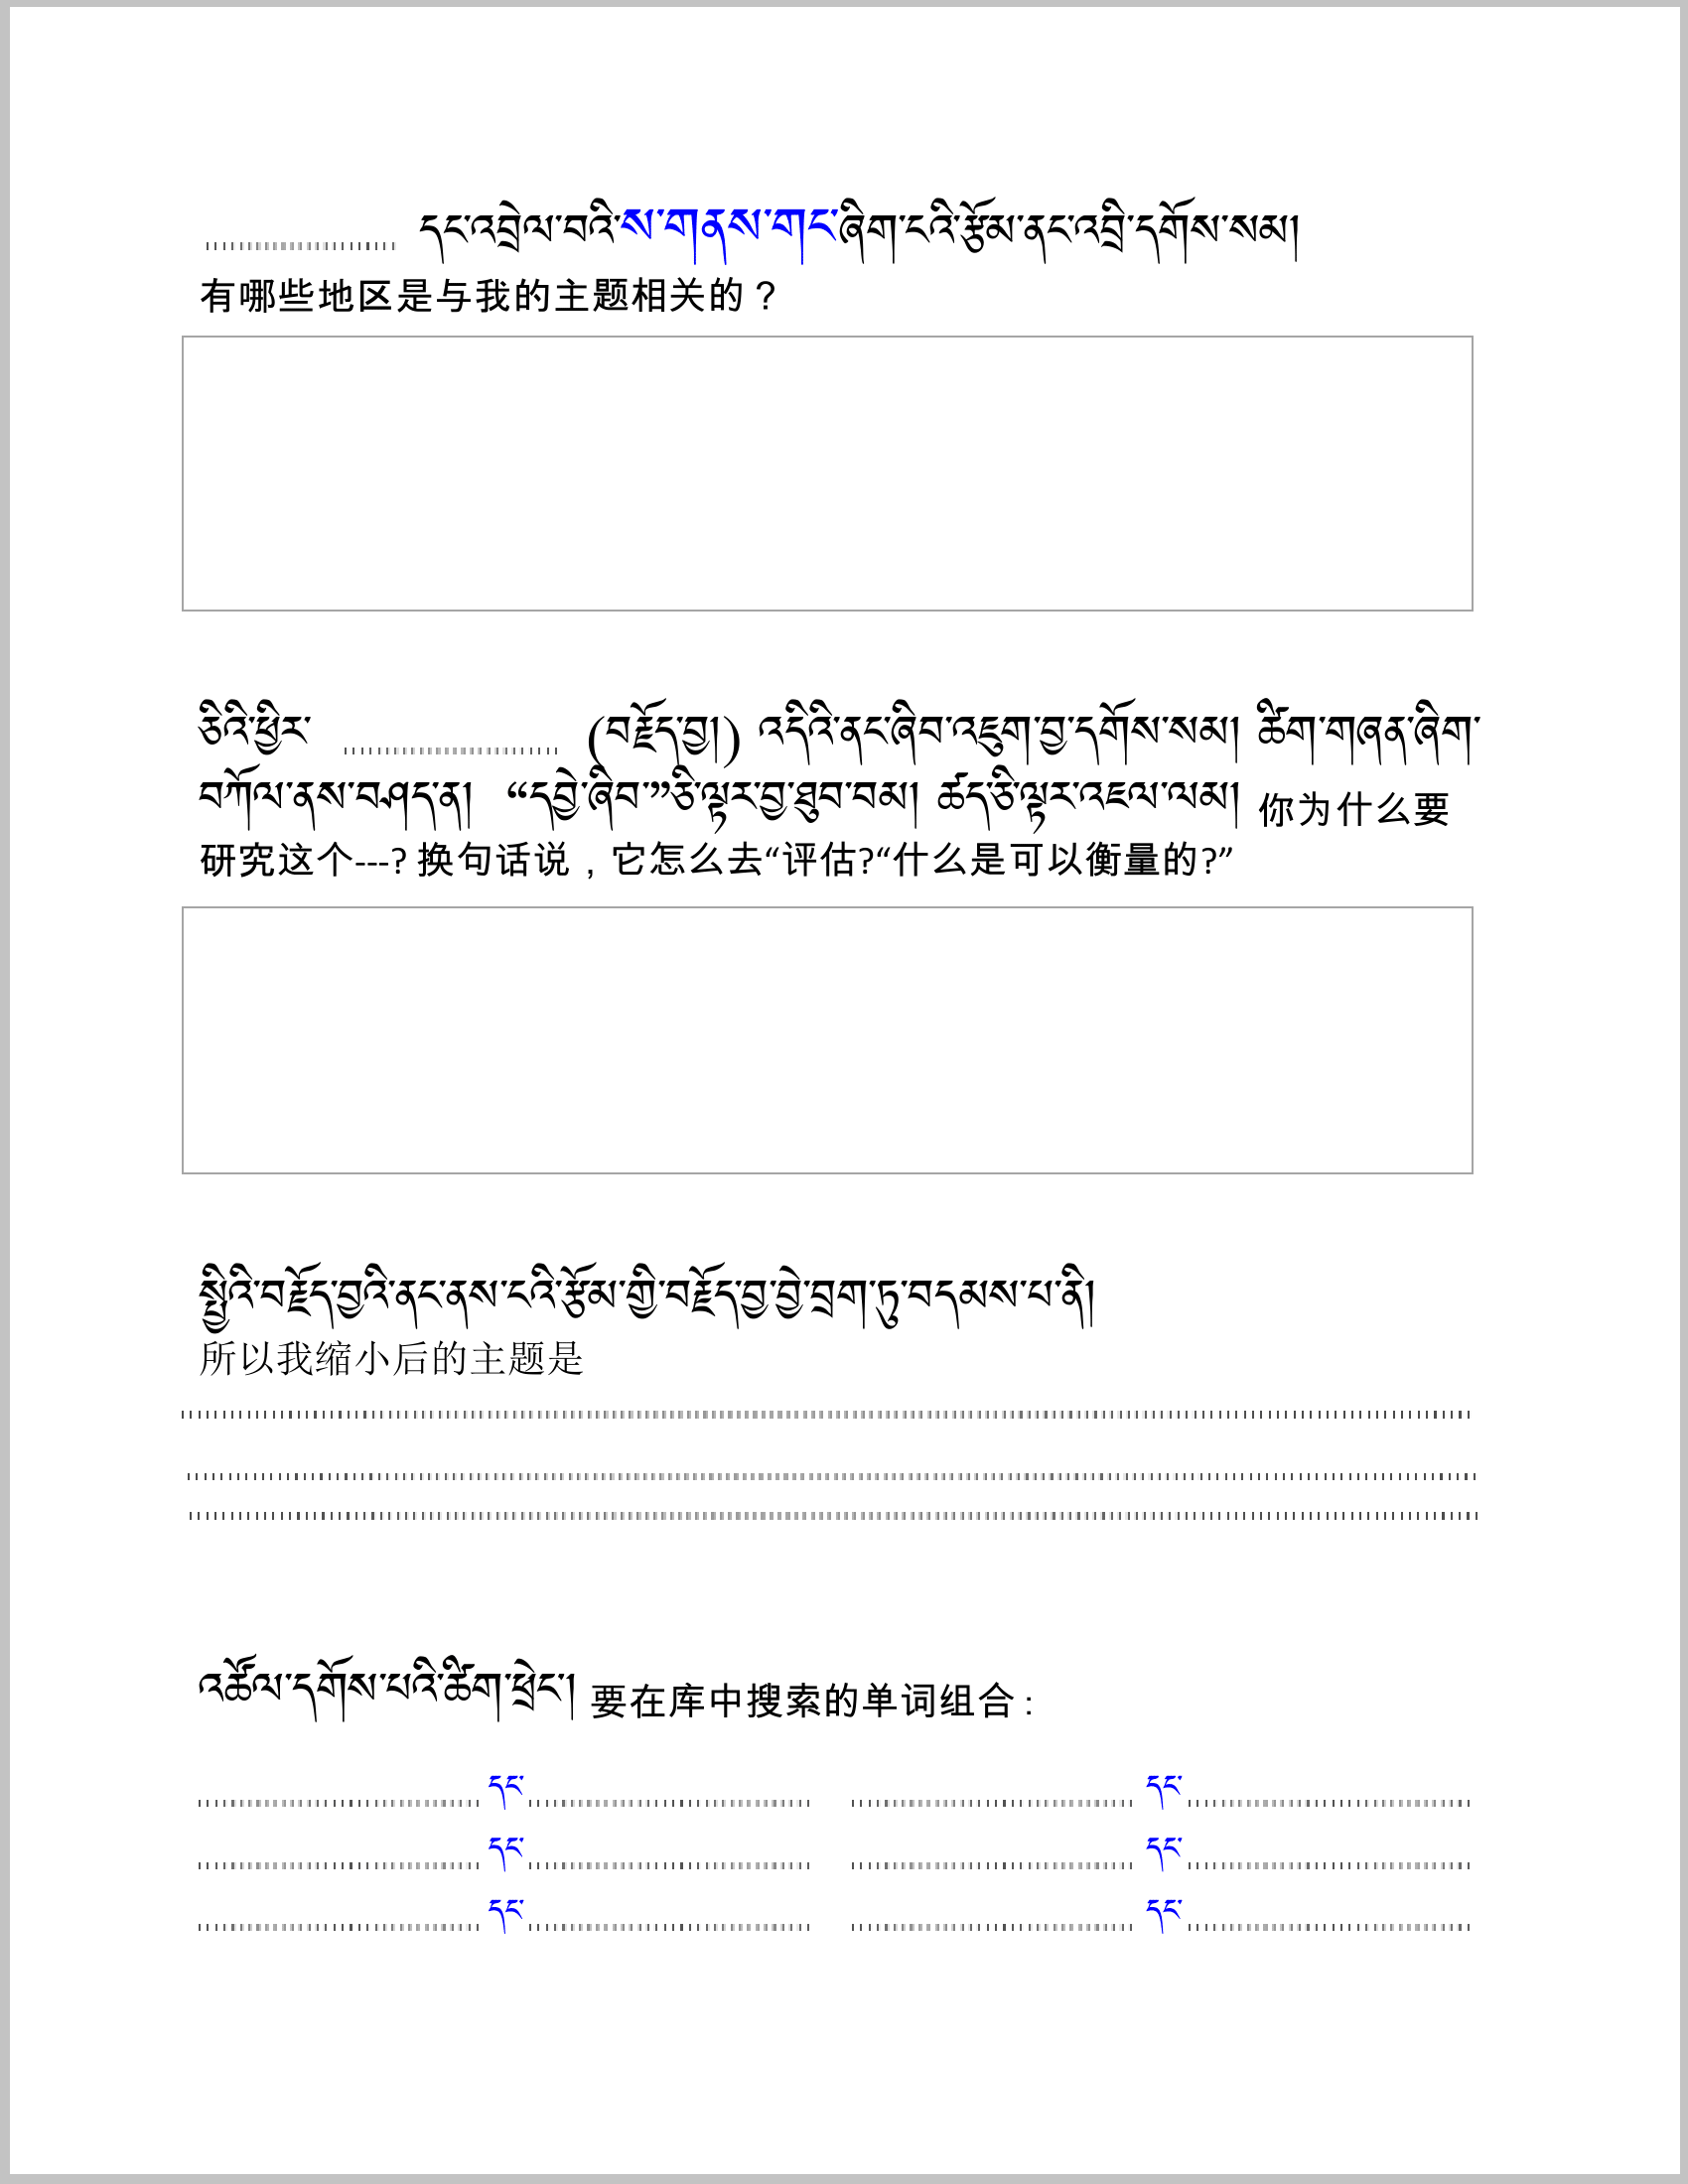 .......................... དང་འབྲེལ་བའི་ས་གནས་གང་ཞིག་ངའི་རྩོམ་ནང་འབྲི་དགོས་སམ།
有哪些地区是与我的主题相关的？
ཅིའི་ཕྱིར་ .......................... (བརྗོད་བྱ།) འདིའི་ནང་ཞིབ་འཇུག་བྱ་དགོས་སམ། ཚིག་གཞན་ཞིག་
བཀོལ་ནས་བཤད་ན། “དབྱེ་ཞིབ་”ཅི་ལྟར་བྱ་ཐུབ་བམ། ཚད་ཅི་ལྟར་འཇལ་ལམ། 你为什么要
研究这个---? 换句话说，它怎么去“评估?“什么是可以衡量的?”
སྤྱིའི་བརྗོད་བྱའི་ནང་ནས་ངའི་རྩོམ་གྱི་བརྗོད་བྱ་བྱེ་བྲག་ཏུ་བདམས་པ་ནི།
所以我缩小后的主题是
འཚོལ་དགོས་པའི་ཚིག་ཕྲེང་། 要在库中搜索的单词组合：
.......................... དང་ .......................... .......................... དང་ ..........................
.......................... དང་ .......................... .......................... དང་ ..........................
.......................... དང་ .......................... .......................... དང་ ..........................